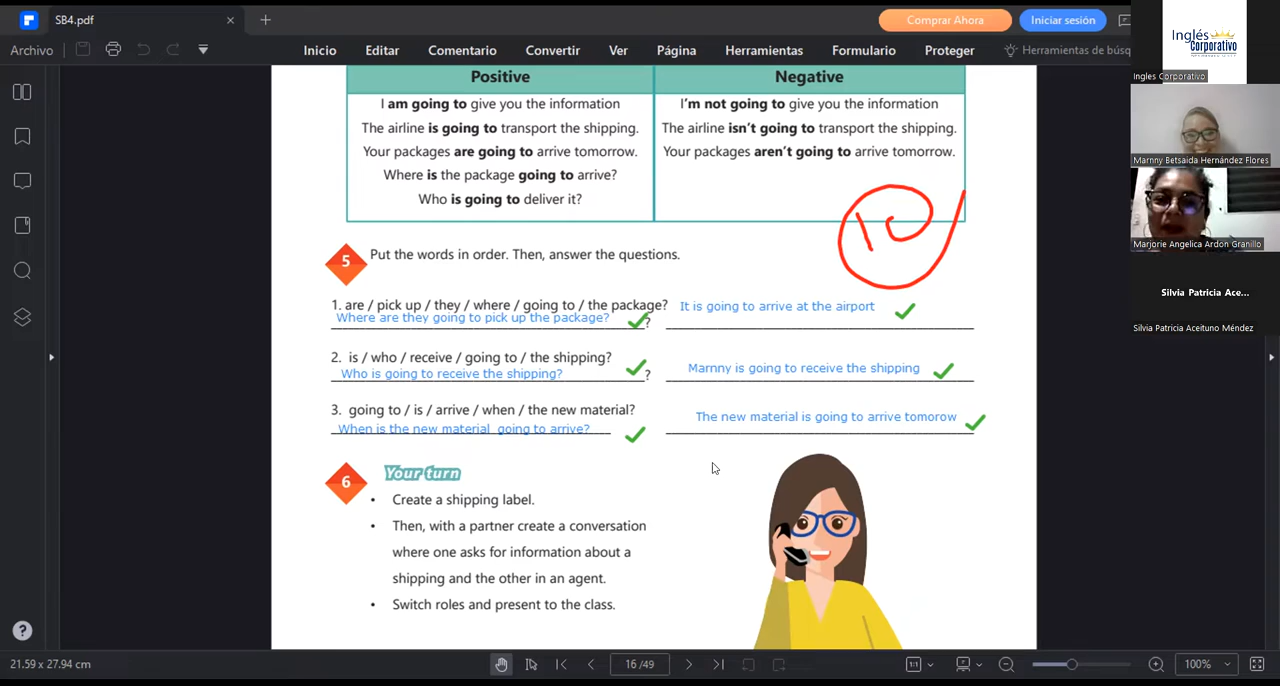 SB4.pdf
Comprar Ahora
Iniciar sesión
Archivo
Inicio
Editar
Comentario
Convertir
Ver
Página
Herramientas
Formulario
Proteger
Herramientas de búsq
Inglés
Corporativo
Ingles Corporativo
Marnny Betsaida Hernández Flores
Marjorie Angelica Ardon Granillo
Silvia Patricia Ace...
Silvia Patricia Aceituno Méndez
Positive
Negative
I am going to give you the information
I'm not going to give you the information
The airline is going to transport the shipping.
The airline isn't going to transport the shipping.
Your packages are going to arrive tomorrow.
Your packages aren't going to arrive tomorrow.
Where is the package going to arrive?
Who is going to deliver it?
10
5 Put the words in order. Then, answer the questions.
1. are / pick up / they / where / going to / the package?
It is going to arrive at the airport
Where are they going to pick up the package? ?
2. is / who / receive / going to / the shipping?
Marnny is going to receive the shipping
Who is going to receive the shipping? ?
3. going to / is / arrive / when / the new material?
The new material is going to arrive tomorow
When is the new material going to arrive?
6 Your turn
• Create a shipping label.
• Then, with a partner create a conversation
where one asks for information about a
shipping and the other in an agent.
• Switch roles and present to the class.
21.59 x 27.94 cm
16 /49
1:1
100%